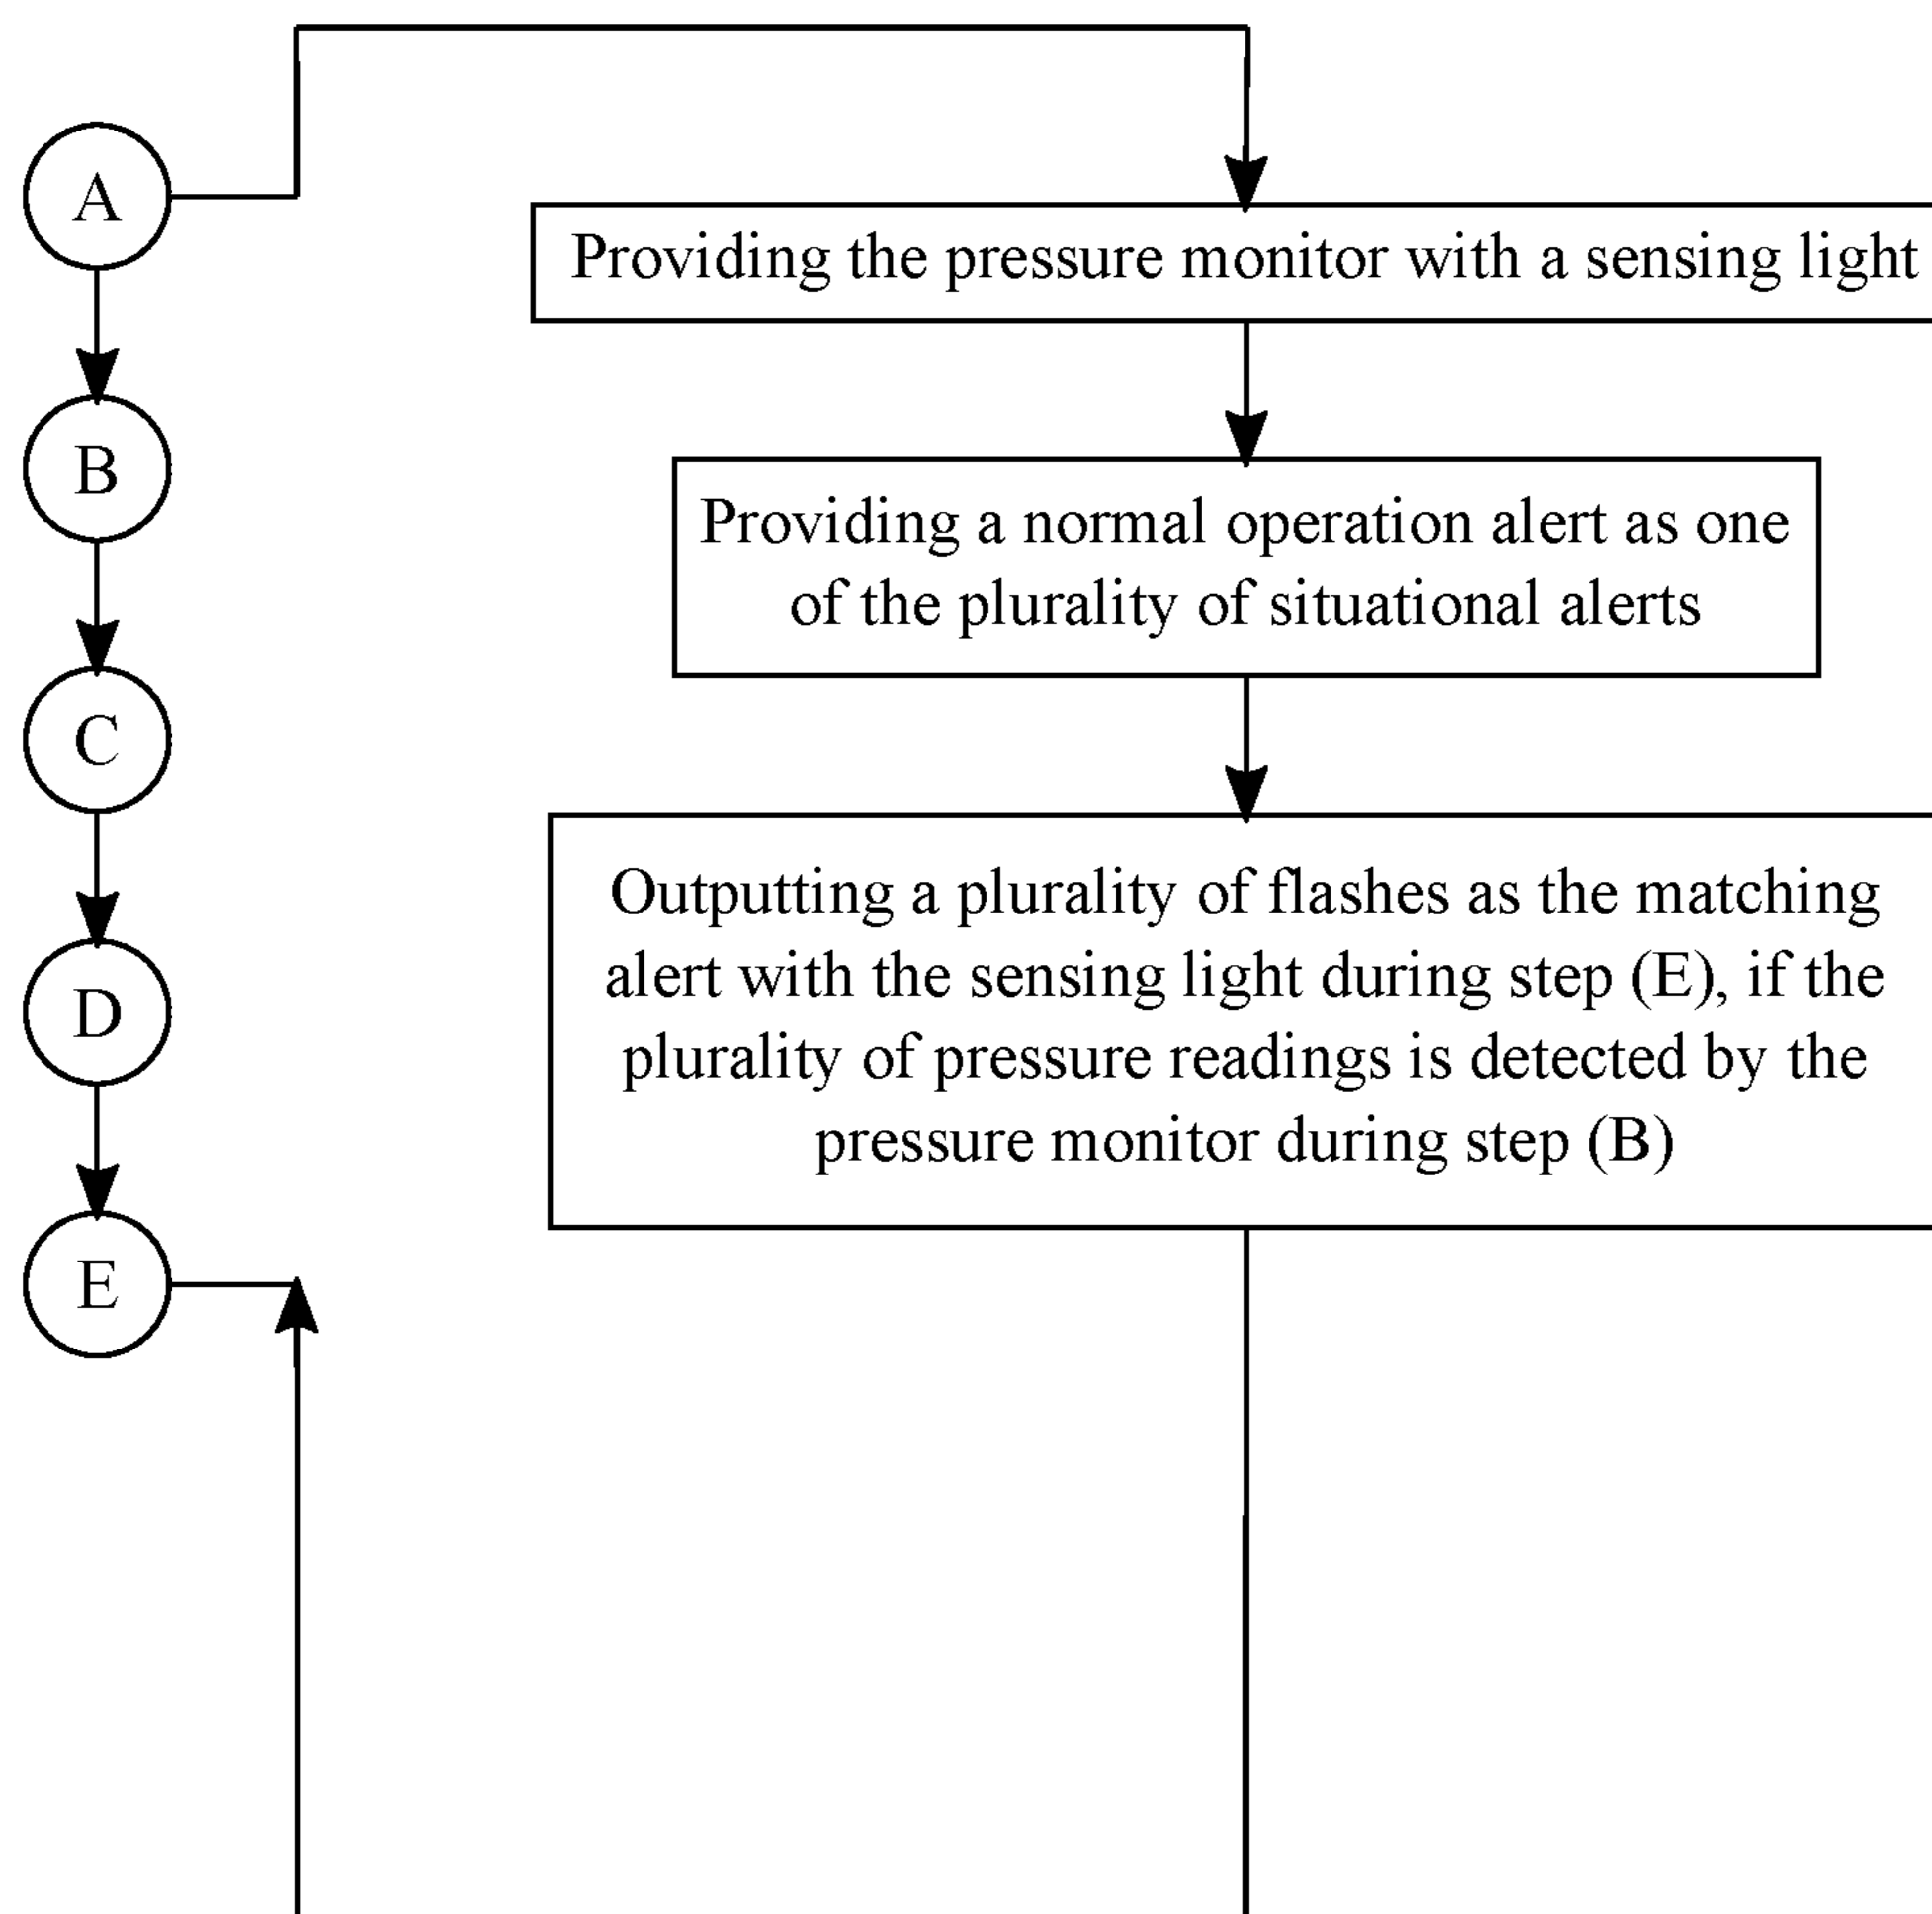 A
B
C
D
E
Providing the pressure monitor with a sensing light
Providing a normal operation alert as one
of the plurality of situational alerts
Outputting a plurality of flashes as the matching
alert with the sensing light during step (E), if the
plurality of pressure readings is detected by the
pressure monitor during step (B)